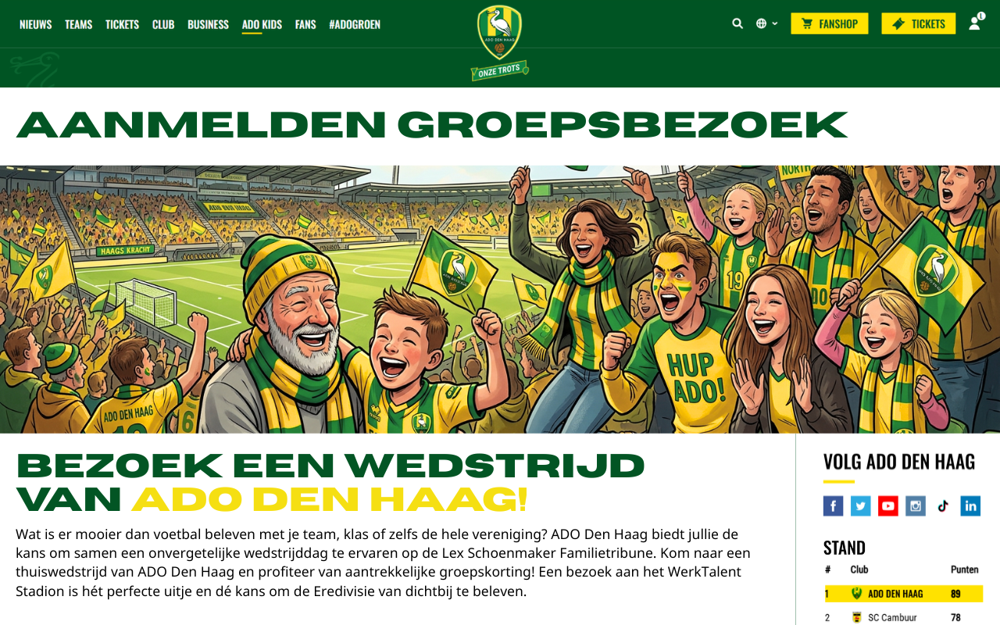 NIEUWS TEAMS TICKETS CLUB BUSINESS ADO KIDS FANS #ADOGROEN
ADO DEN HAAG
ONZE TROTS
FANSHOP
TICKETS
AANMELDEN GROEPSBEZOEK
HAAGS KRACHT
NORTH
ADO DEN HAAG
19
HUP
ADO!
BEZOEK EEN WEDSTRIJD
VAN ADO DEN HAAG!
Wat is er mooier dan voetbal beleven met je team, klas of zelfs de hele vereniging? ADO Den Haag biedt jullie de
kans om samen een onvergetelijke wedstrijddag te ervaren op de Lex Schoenmaker Familietribune. Kom naar een
thuiswedstrijd van ADO Den Haag en profiteer van aantrekkelijke groepskorting! Een bezoek aan het WerkTalent
Stadion is hét perfecte uitje en dé kans om de Eredivisie van dichtbij te beleven.
VOLG ADO DEN HAAG
STAND
# Club Punten
1 ADO DEN HAAG 89
2 SC Cambuur 78